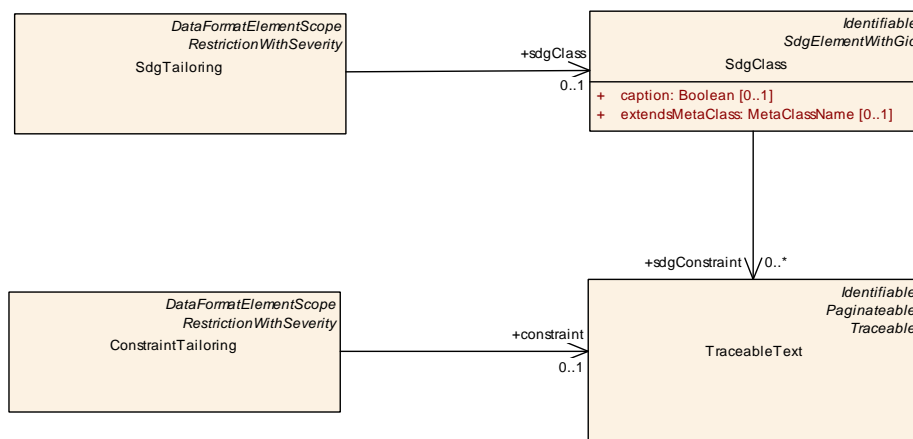 DataFormatElementScope
RestrictionWithSeverity
SdgTailoring
+sdgClass
0..1
Identifiable
SdgElementWithGid
SdgClass
+ caption: Boolean [0..1]
+ extendsMetaClass: MetaClassName [0..1]
+sdgConstraint
0..*
DataFormatElementScope
RestrictionWithSeverity
ConstraintTailoring
+constraint
0..1
Identifiable
Paginateable
Traceable
TraceableText